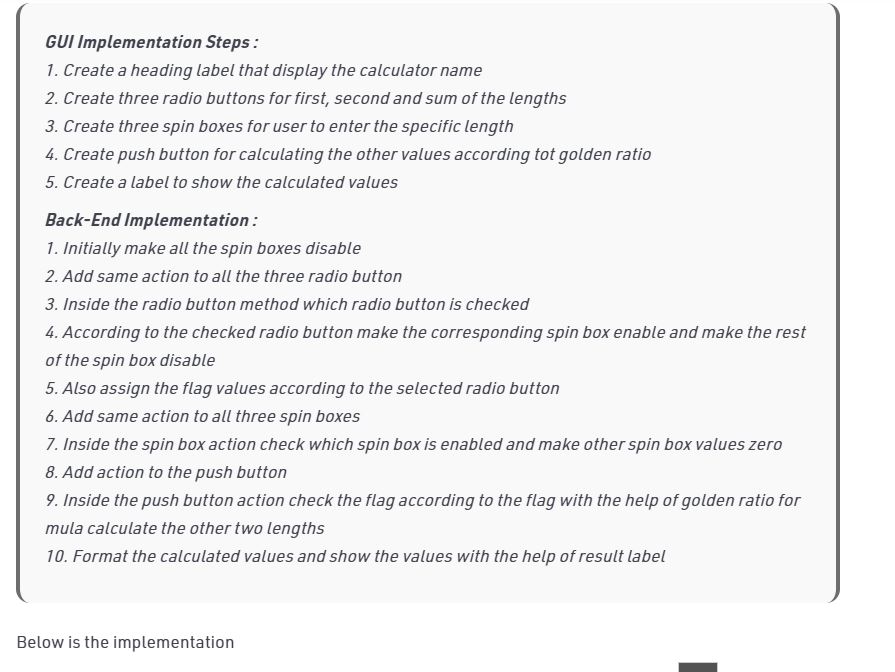 GUI Implementation Steps :
1. Create a heading label that display the calculator name
2. Create three radio buttons for first, second and sum of the lengths
3. Create three spin boxes for user to enter the specific length
4. Create push button for calculating the other values according tot golden ratio
5. Create a label to show the calculated values
Back-End Implementation :
1. Initially make all the spin boxes disable
2. Add same action to all the three radio button
3. Inside the radio button method which radio button is checked
4. According to the checked radio button make the corresponding spin box enable and make the rest
of the spin box disable
5. Also assign the flag values according to the selected radio button
6. Add same action to all three spin boxes
7. Inside the spin box action check which spin box is enabled and make other spin box values zero
8. Add action to the push button
9. Inside the push button action check the flag according to the flag with the help of golden ratio for
mula calculate the other two lengths
10. Format the calculated values and show the values with the help of result label
Below is the implementation